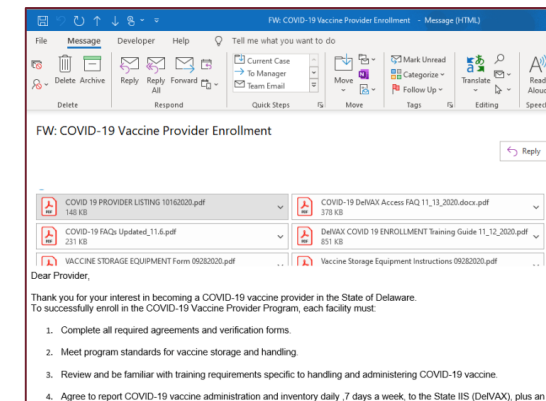 FW: COVID-19 Vaccine Provider Enrollment - Message (HTML)
File Message Developer Help Tell me what you want to do
Delete Archive Reply Reply All Forward Current Case To Manager Team Email Move Mark Unread Categorize Follow Up Translate Read Aloud
Delete Respond Quick Steps Move Tags Editing Speech
FW: COVID-19 Vaccine Provider Enrollment
Reply
COVID 19 PROVIDER LISTING 10162020.pdf
148 KB
COVID-19 DelVAX Access FAQ 11_13_2020.docx.pdf
378 KB
COVID-19 FAQs Updated_11.6.pdf
231 KB
DelVAX COVID 19 ENROLLMENT Training Guide 11_12_2020.pdf
851 KB
VACCINE STORAGE EQUIPMENT Form 09282020.pdf
Vaccine Storage Equipment Instructions 09282020.pdf
Dear Provider,
Thank you for your interest in becoming a COVID-19 vaccine provider in the State of Delaware.
To successfully enroll in the COVID-19 Vaccine Provider Program, each facility must:
1. Complete all required agreements and verification forms.
2. Meet program standards for vaccine storage and handling.
3. Review and be familiar with training requirements specific to handling and administering COVID-19 vaccine.
4. Agree to report COVID-19 vaccine administration and inventory daily ,7 days a week, to the State IIS (DelVAX), plus an